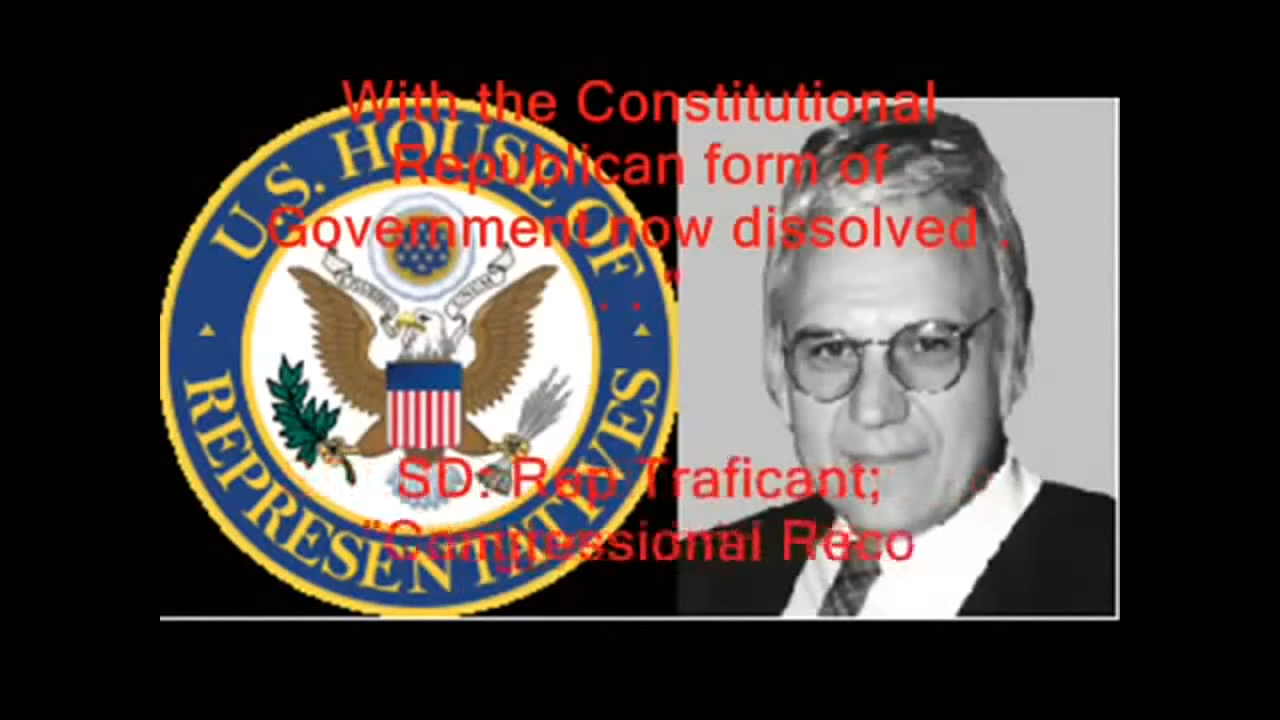 With the Constitutional
Republican form of
Government now dissolved .
. . "
SD: Rep Traficant;
"Congressional Reco
U.S. HOUSE OF
REPRESENTATIVES